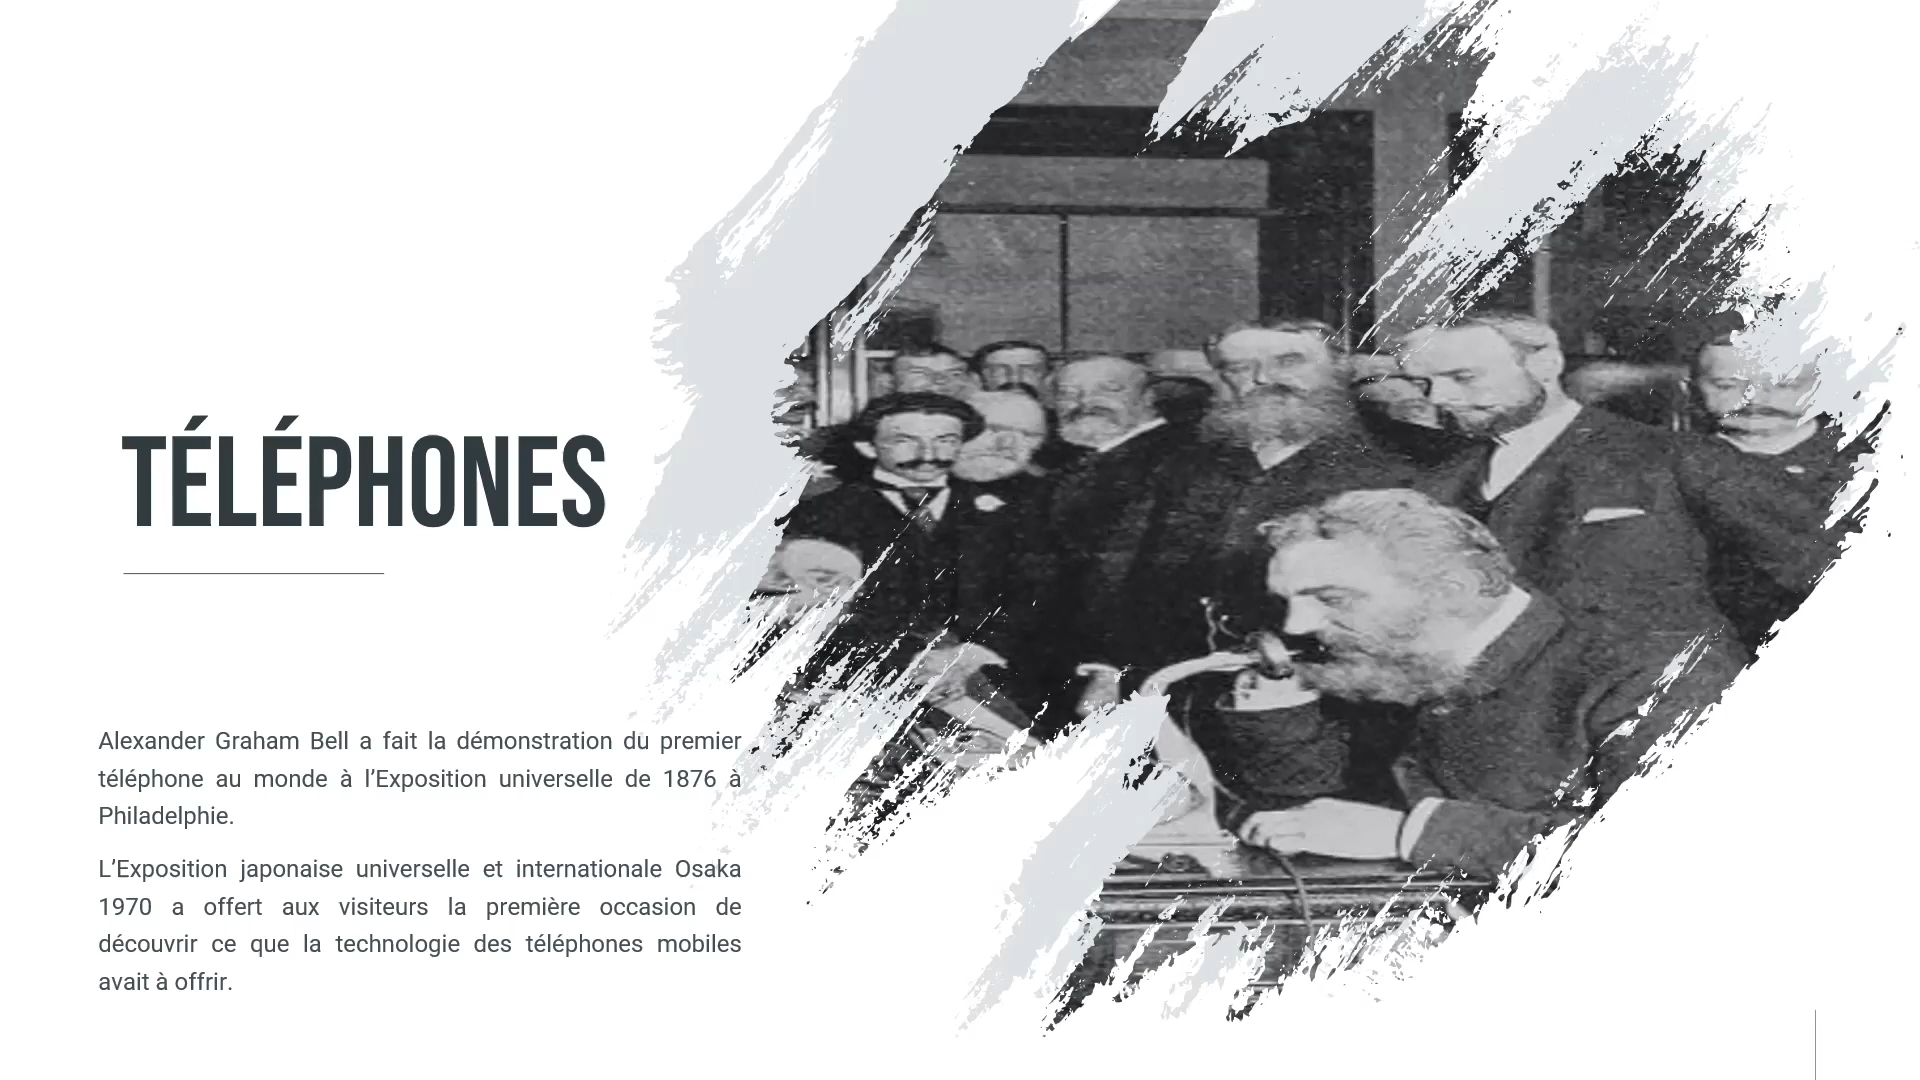 TÉLÉPHONES
Alexander Graham Bell a fait la démonstration du premier
téléphone au monde à l’Exposition universelle de 1876 à
Philadelphie.
L’Exposition japonaise universelle et internationale Osaka
1970 a offert aux visiteurs la première occasion de
découvrir ce que la technologie des téléphones mobiles
avait à offrir.